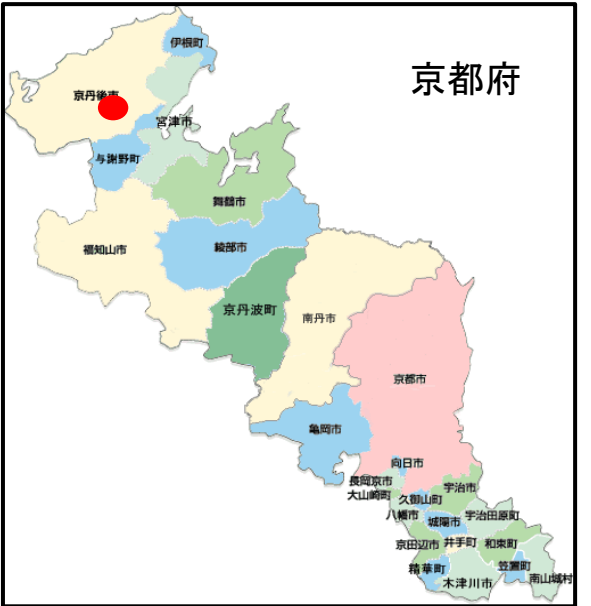 京都府
伊根町
京丹後市
宮津市
与謝野町
舞鶴市
福知山市
綾部市
京丹波町
南丹市
京都市
亀岡市
向日市
長岡京市
大山崎町
宇治市
久御山町
八幡市
城陽市
宇治田原町
京田辺市
井手町
和束町
精華町
木津川市
笠置町
南山城村